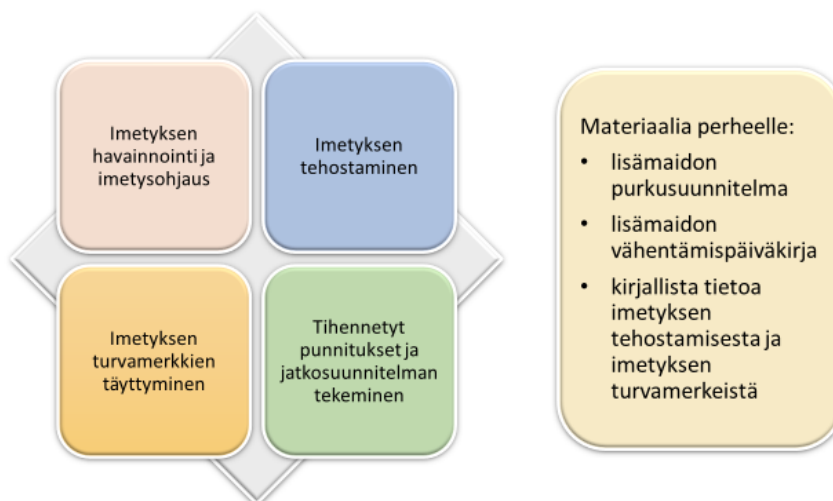 Imetyksen
havainnointi ja
imetysohjaus
Imetyksen
tehostaminen
Imetyksen
turvamerkkien
täyttyminen
Tihennetyt
punnitukset ja
jatkosuunnitelman
tekeminen
Materiaalia perheelle:
• lisämaidon
purkusuunnitelma
• lisämaidon
vähentämispäiväkirja
• kirjallista tietoa
imetyksen
tehostamisesta ja
imetyksen
turvamerkeistä